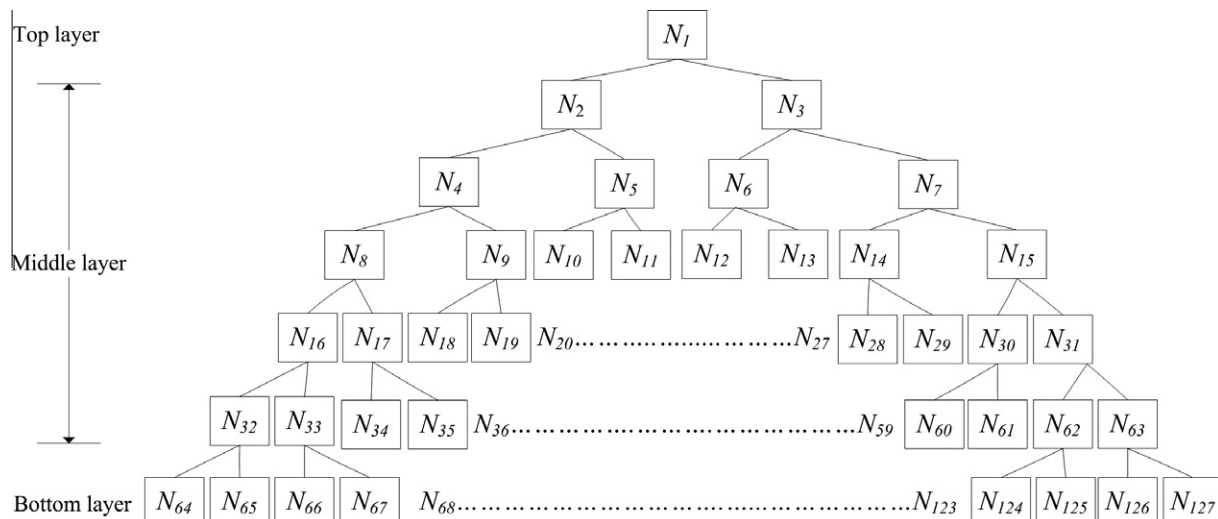 Top layer N1
N2 N3
N4 N5 N6 N7
N8 N9 N10 N11 N12 N13 N14 N15
Middle layer
N16 N17 N18 N19 N20……………………………N27 N28 N29 N30 N31
N32 N33 N34 N35 N36……………………………………………N59 N60 N61 N62 N63
Bottom layer N64 N65 N66 N67 N68……………………………………………………N123 N124 N125 N126 N127